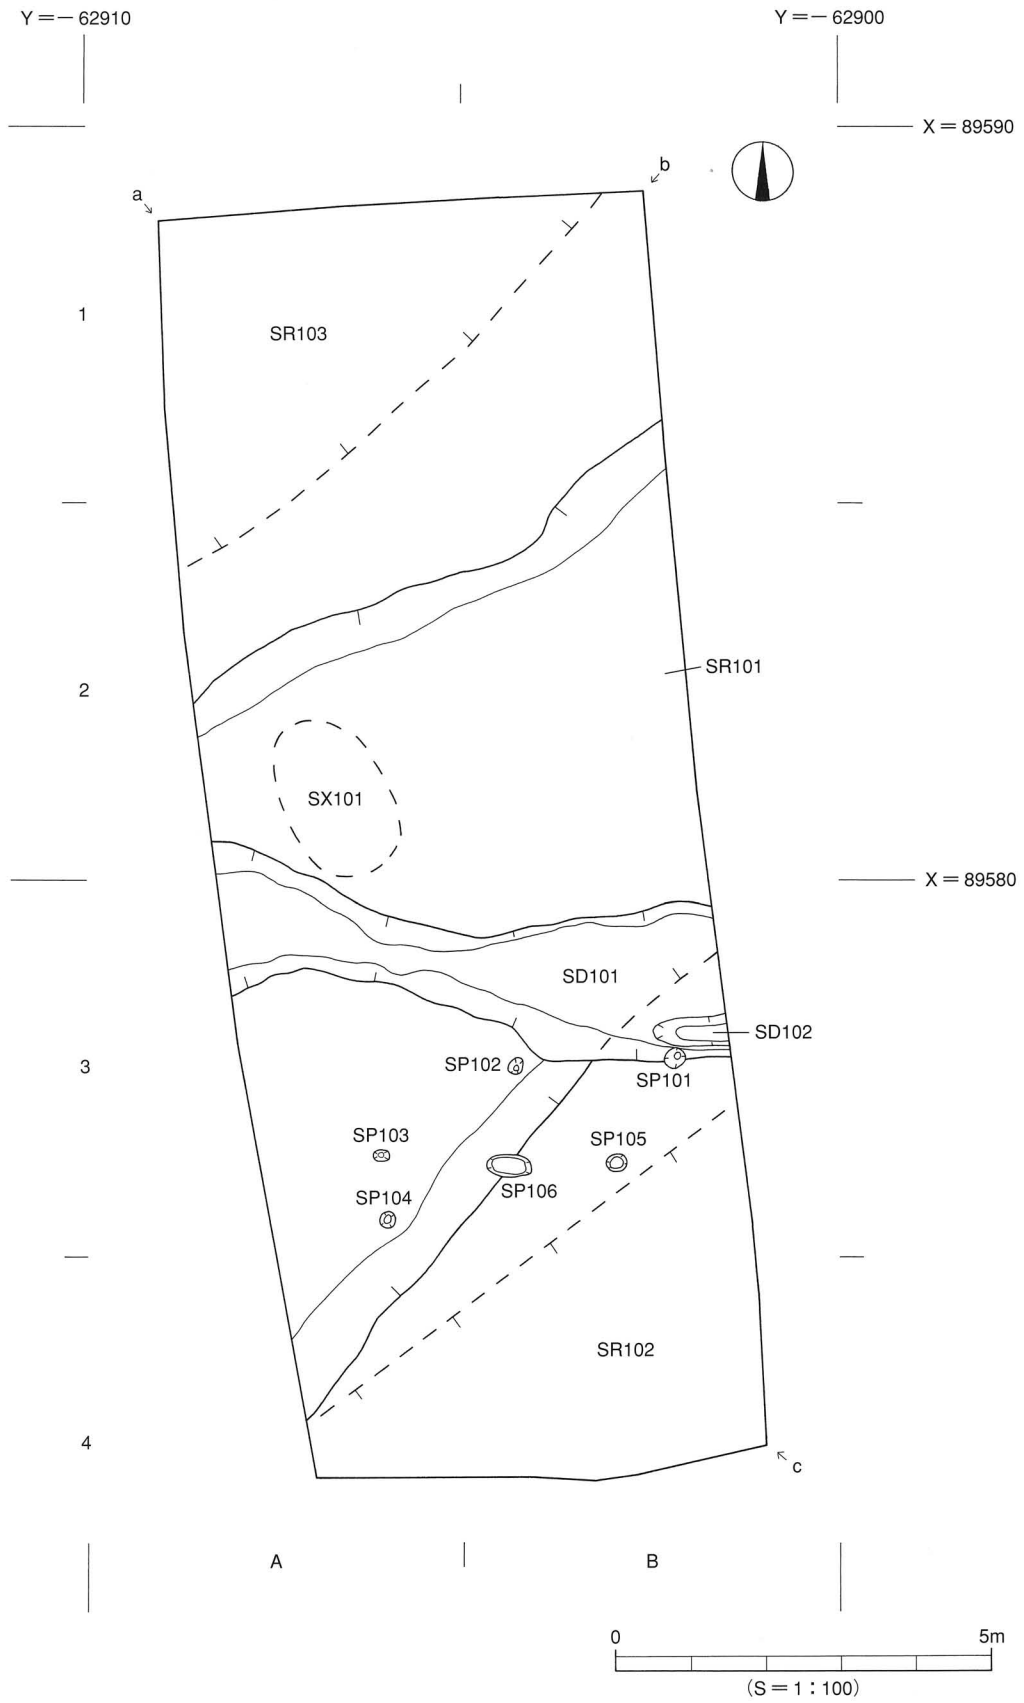 Y＝－62910
Y＝－62900
X＝89590
a
b
1
SR103
2
SR101
SX101
X＝89580
SD101
SD102
3
SP102
SP101
SP103
SP105
SP104
SP106
SR102
4
c
A
B
0
5m
（S＝1：100）